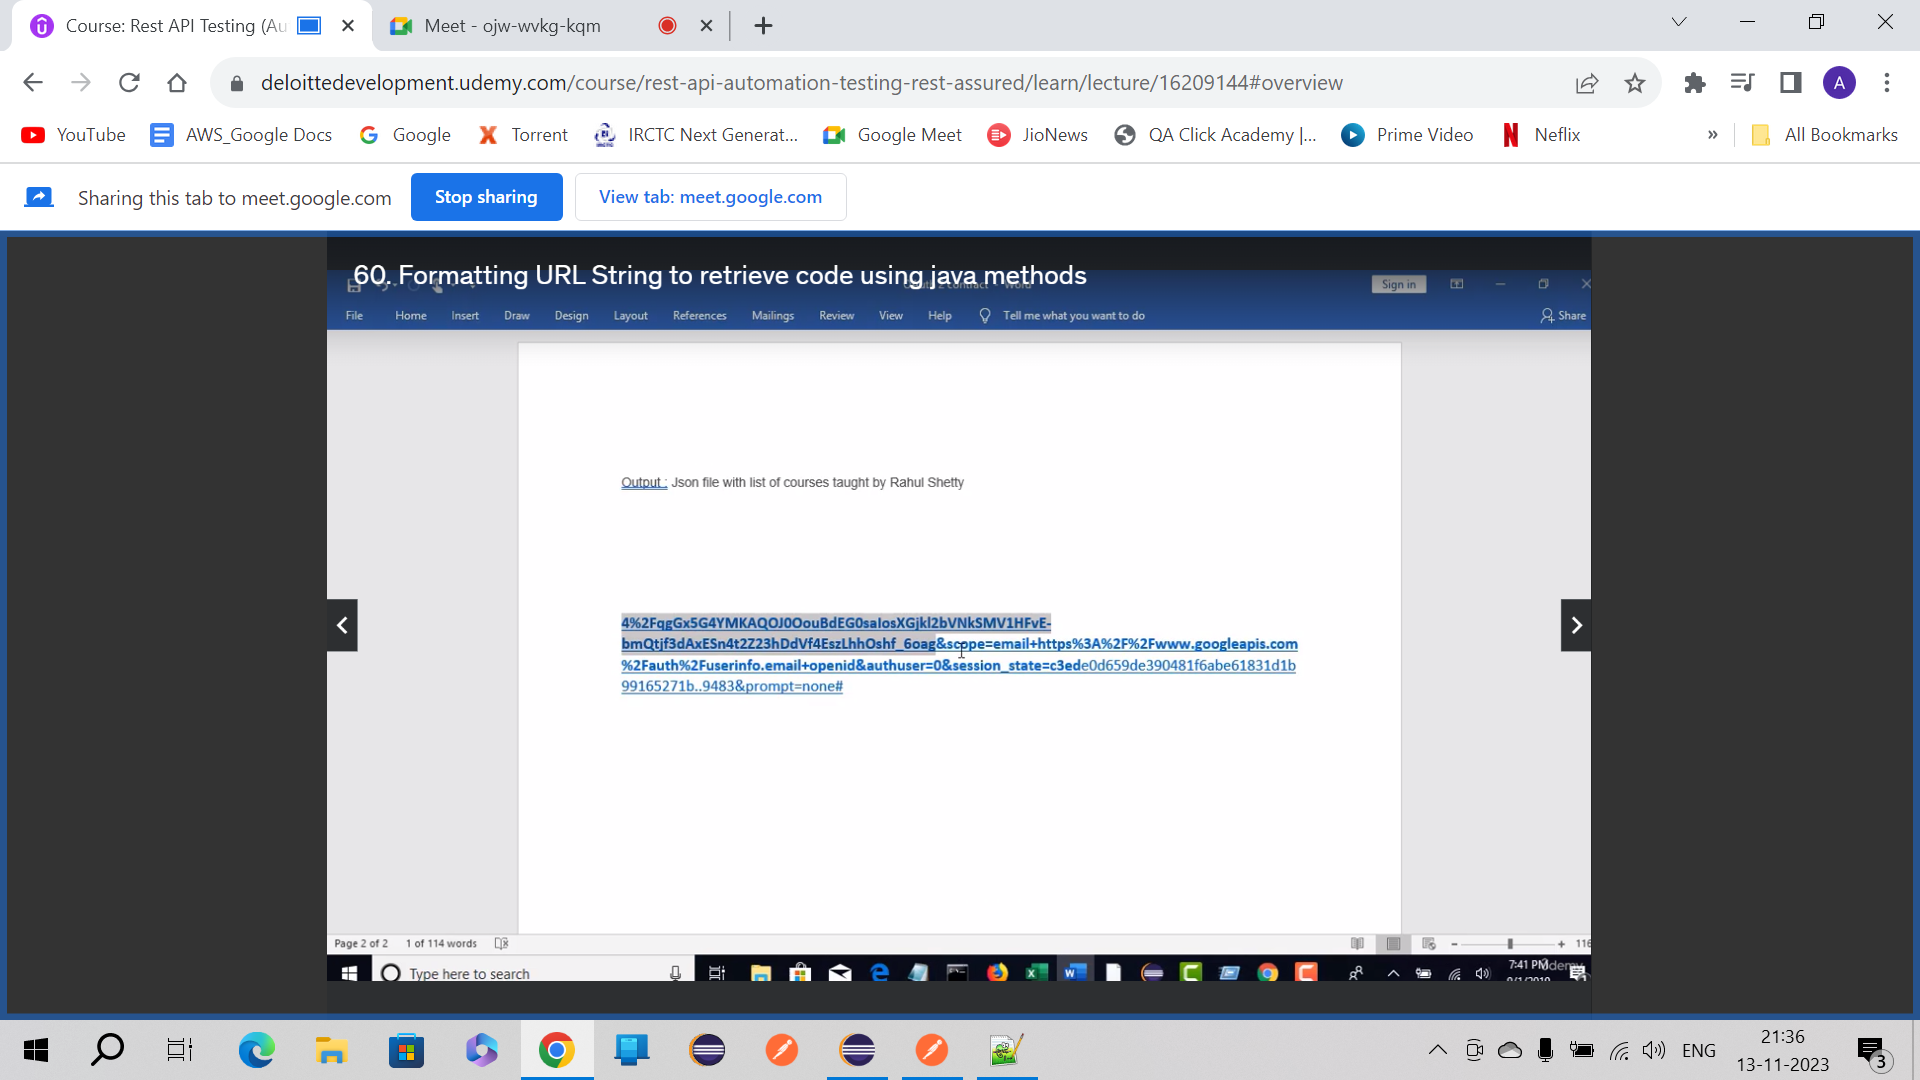 Course: Rest API Testing (Au
Meet - ojw-wvkg-kqm
deloittedevelopment.udemy.com/course/rest-api-automation-testing-rest-assured/learn/lecture/16209144#overview
A
YouTube AWS_Google Docs Google Torrent IRCTC Next Generat... Google Meet JioNews QA Click Academy |... Prime Video Neflix » All Bookmarks
Sharing this tab to meet.google.com Stop sharing View tab: meet.google.com
60. Formatting URL String to retrieve code using java methods
Sign in
File Home Insert Draw Design Layout References Mailings Review View Help Tell me what you want to do Share
Output : Json file with list of courses taught by Rahul Shetty
4%2FqgGx5G4YMKAQOJ0OouBdEG0saIosXGjkl2bVNkSMV1HFvE-
bmQtjf3dAxESn4t2Z23hDdVf4EszLhhOshf_6oag&scope=email+https%3A%2F%2Fwww.googleapis.com
%2Fauth%2Fuserinfo.email+openid&authuser=0&session_state=c3ede0d659de390481f6abe61831d1b
99165271b..9483&prompt=none#
Page 2 of 2 1 of 114 words 116
Type here to search
7:41 PM
ENG
21:36
13-11-2023
3